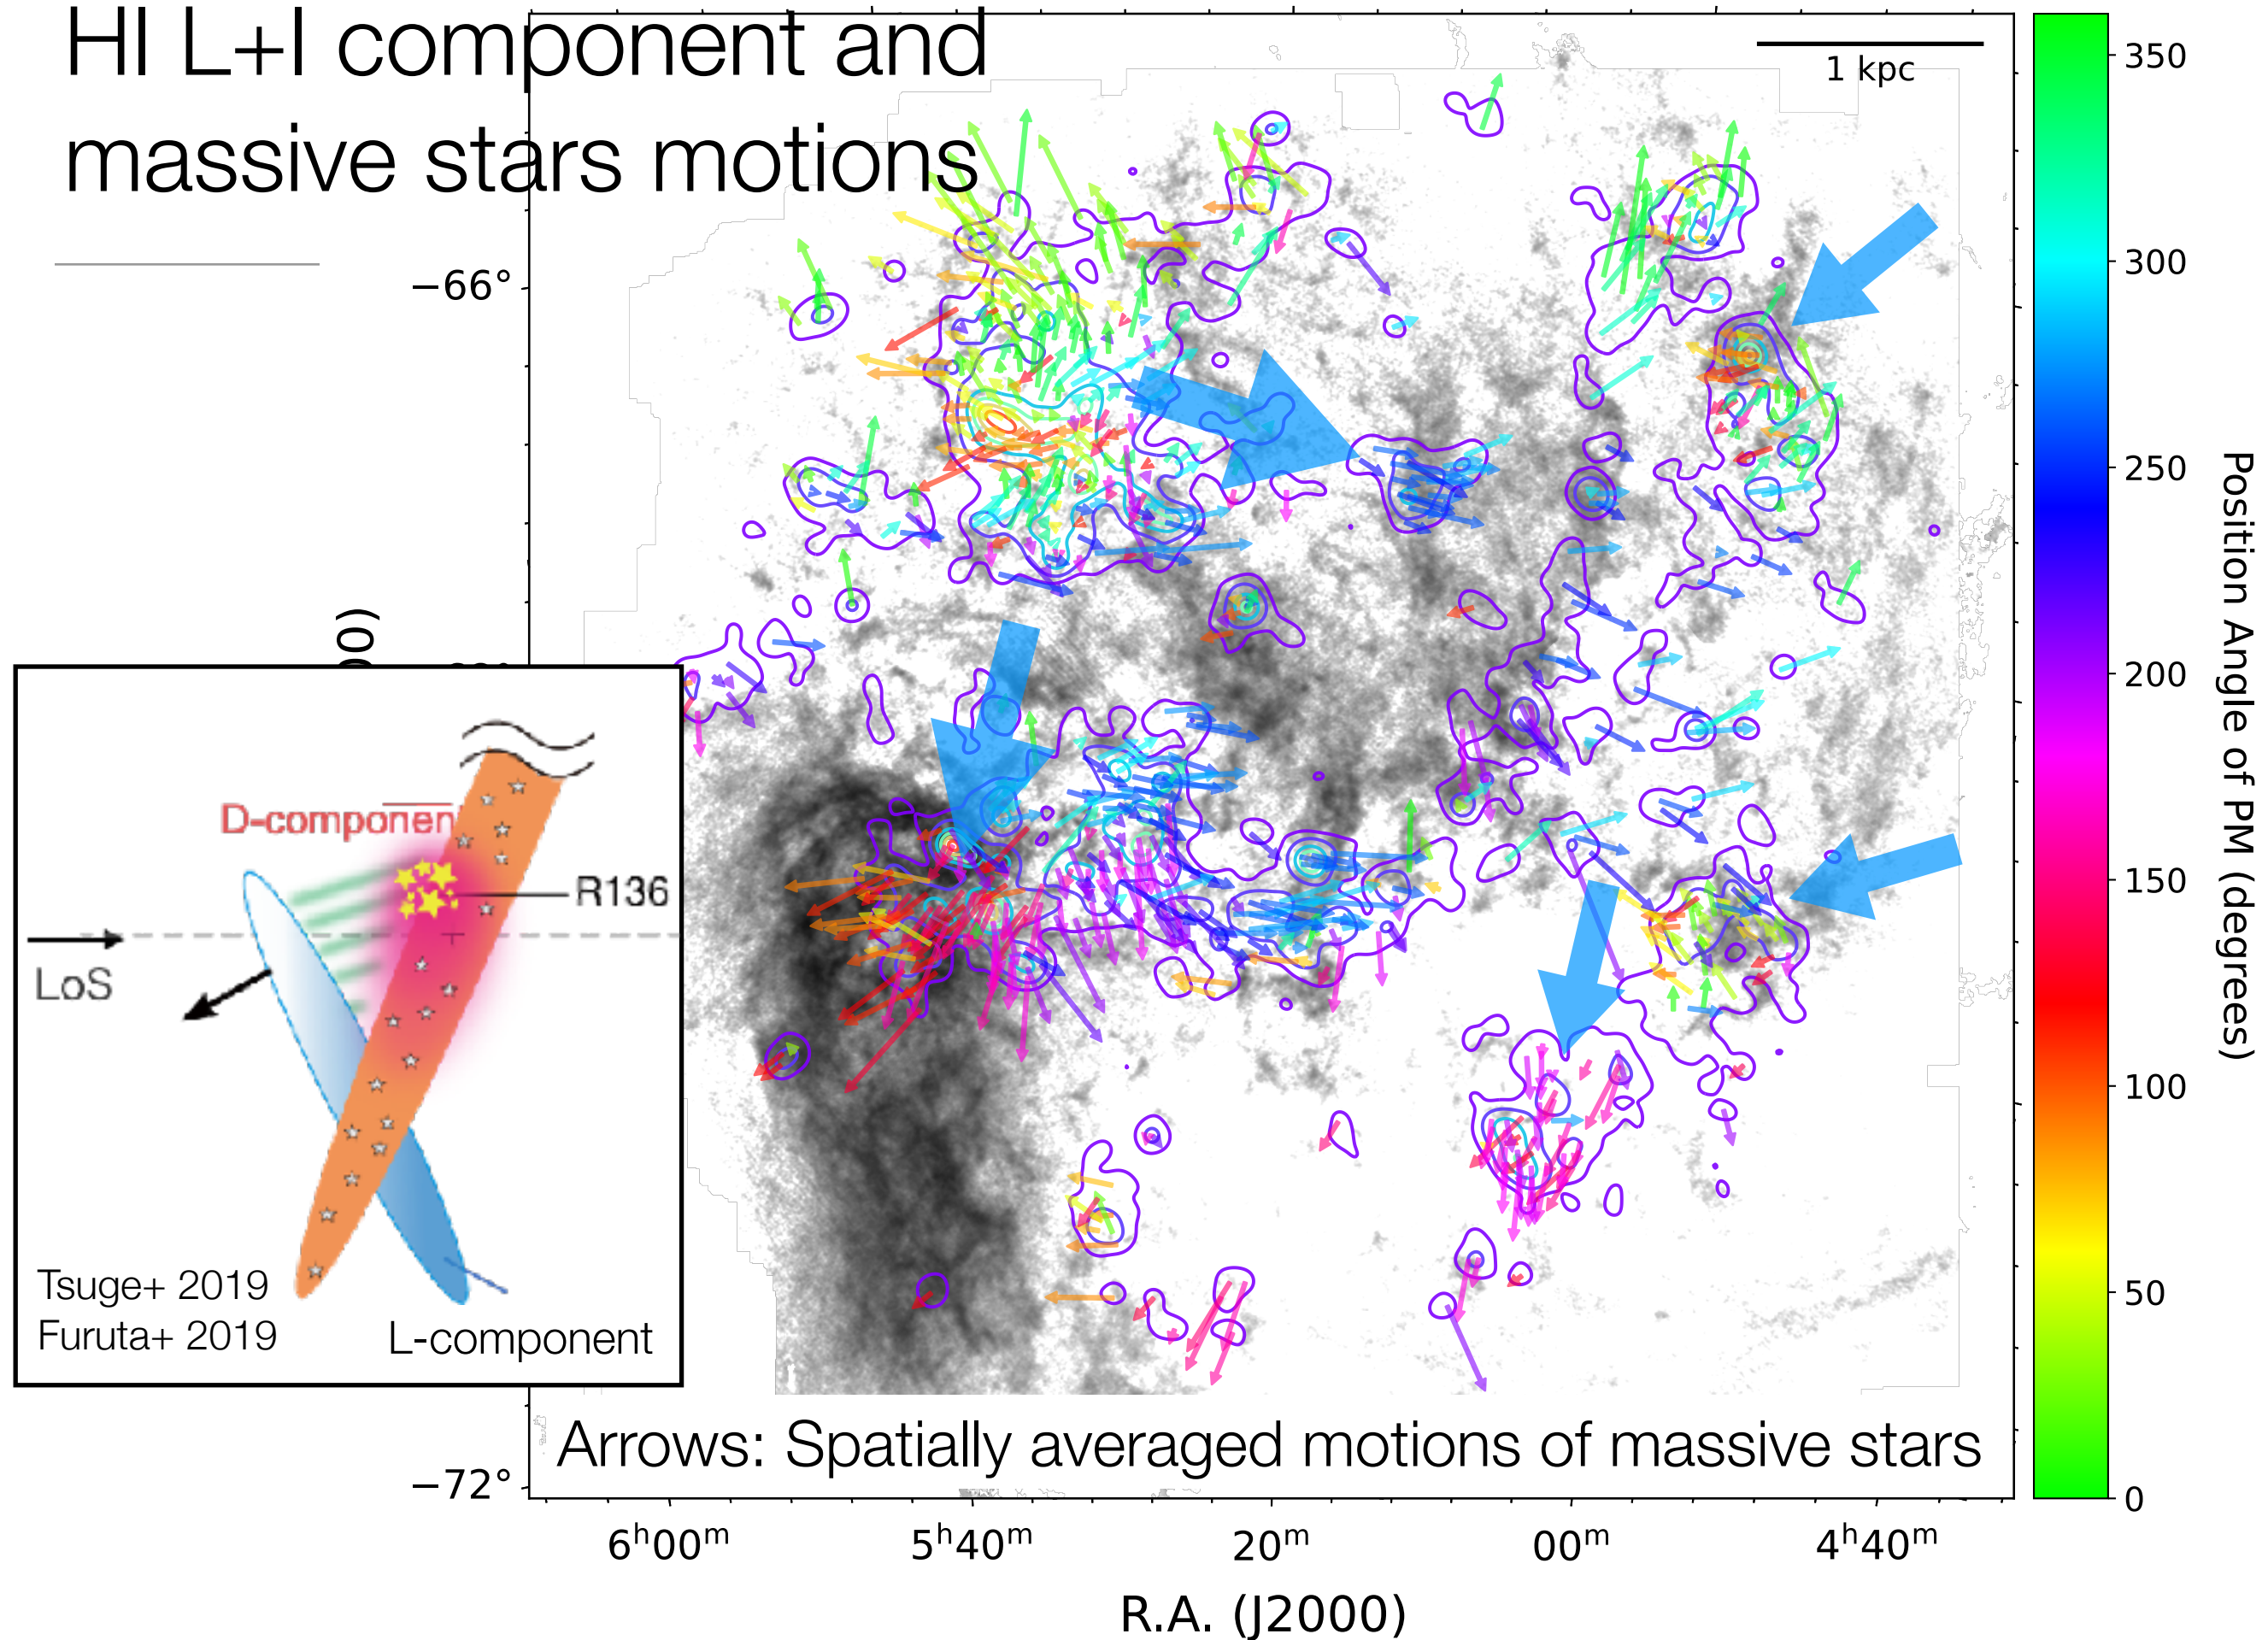 HI L+I component and
massive stars motions
1 kpc
350
300
250
200
150
100
50
0
Position Angle of PM (degrees)
−66°
−72°
D-componen
R136
LoS
Tsuge+ 2019
Furuta+ 2019
L-component
Arrows: Spatially averaged motions of massive stars
6ʰ00ᵐ 5ʰ40ᵐ 20ᵐ 00ᵐ 4ʰ40ᵐ
R.A. (J2000)